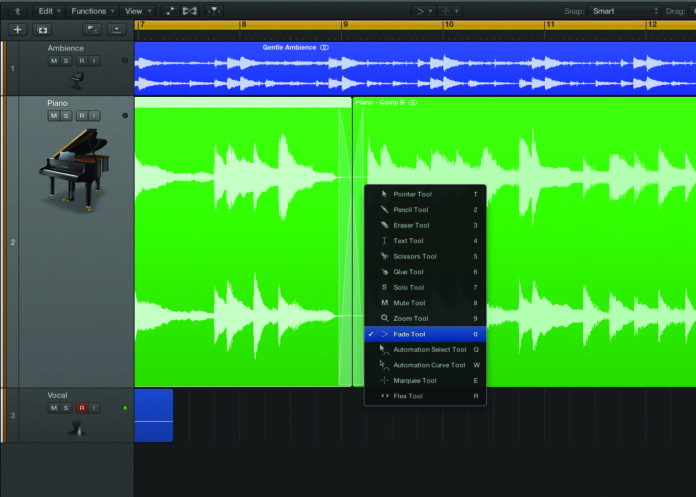 Edit Functions View Snap: Smart Drag:
7 8 9 10 11 12
Ambience
Gentle Ambience
1
M S R I
Piano
Piano - Comp B
M S R I
2
Pointer Tool T
Pencil Tool 2
Eraser Tool 3
Text Tool 4
Scissors Tool 5
Glue Tool 6
S Solo Tool 7
M Mute Tool 8
Zoom Tool 9
Fade Tool 0
Automation Select Tool Q
Automation Curve Tool W
Marquee Tool E
Flex Tool R
Vocal
M S R I
3